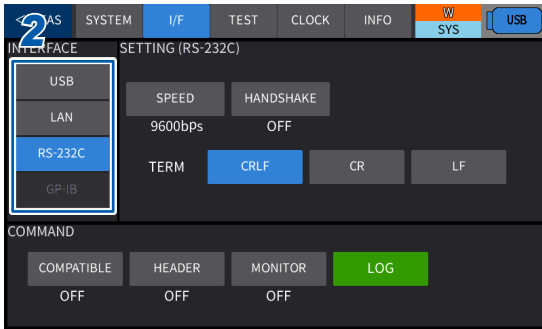 2
<
AS SYSTEM I/F TEST CLOCK INFO W SYS USB
INTERFACE SETTING (RS-232C)
USB
LAN
RS-232C
GP-IB
SPEED HANDSHAKE
9600bps OFF
TERM CRLF CR LF
COMMAND
COMPATIBLE HEADER MONITOR LOG
OFF OFF OFF